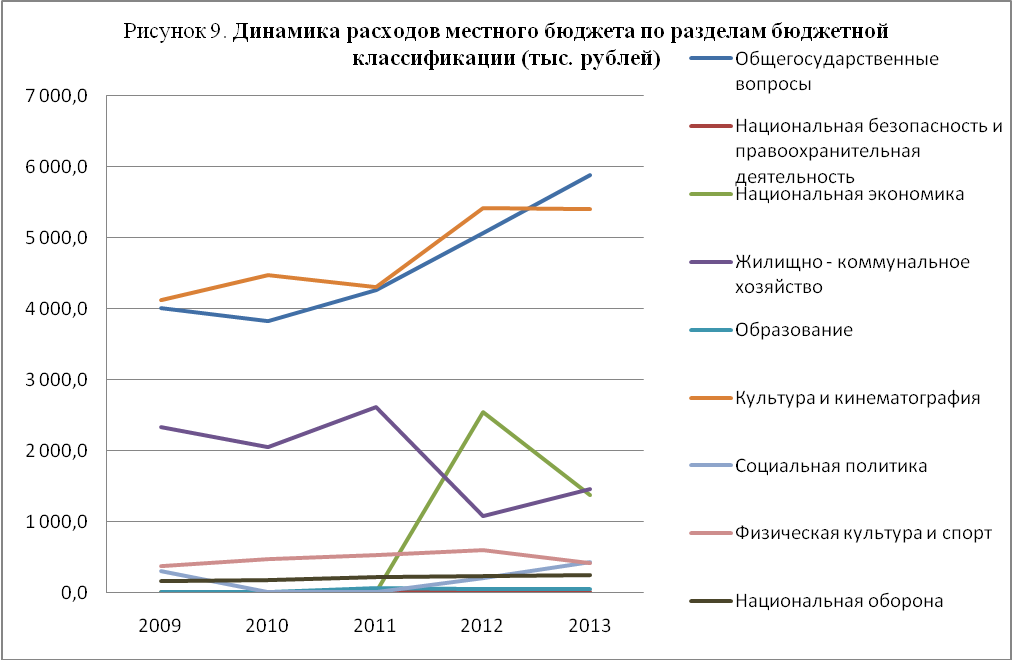 Рисунок 9. Динамика расходов местного бюджета по разделам бюджетной
классификации (тыс. рублей)
7 000,0
6 000,0
5 000,0
4 000,0
3 000,0
2 000,0
1 000,0
0,0
2009 2010 2011 2012 2013
Общегосударственные
вопросы
Национальная безопасность и
правоохранительная
деятельность
Национальная экономика
Жилищно - коммунальное
хозяйство
Образование
Культура и кинематография
Социальная политика
Физическая культура и спорт
Национальная оборона